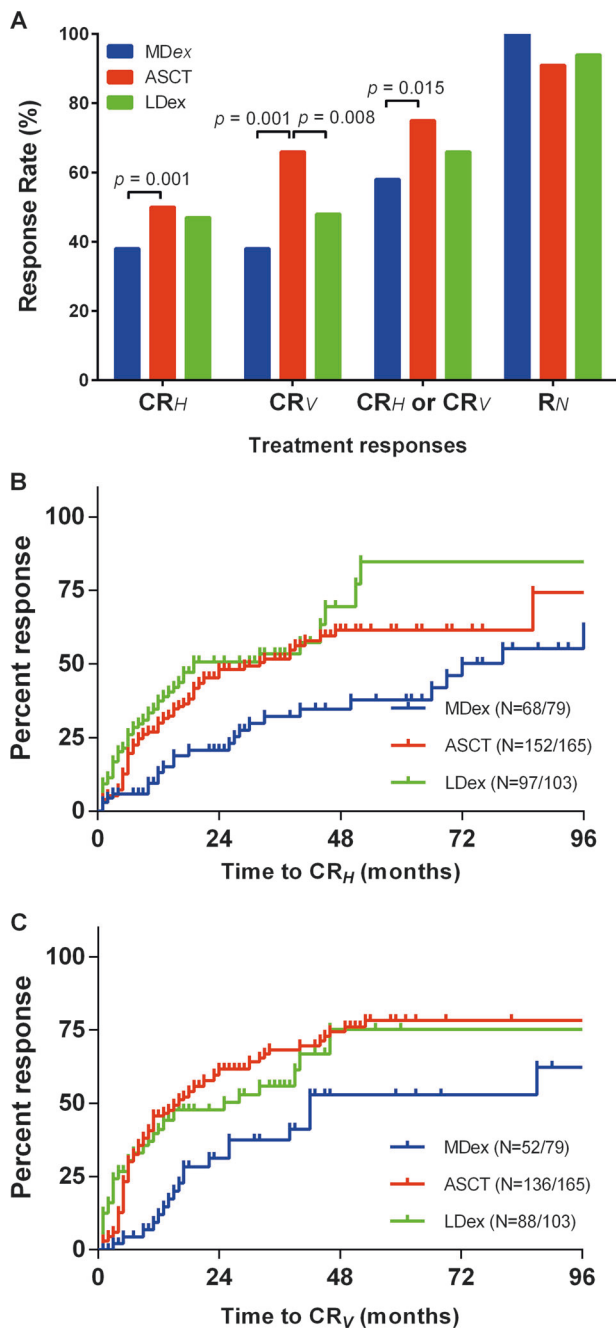 A
MDex
ASCT
LDex
p = 0.001
p = 0.001
p = 0.008
p = 0.015
Response Rate (%)
100
80
60
40
20
0
CRH
CRV
CRH or CRV
RN
Treatment responses
B
Percent response
100
75
50
25
0
MDex (N=68/79)
ASCT (N=152/165)
LDex (N=97/103)
0 24 48 72 96
Time to CRH (months)
C
Percent response
100
75
50
25
0
MDex (N=52/79)
ASCT (N=136/165)
LDex (N=88/103)
0 24 48 72 96
Time to CRV (months)